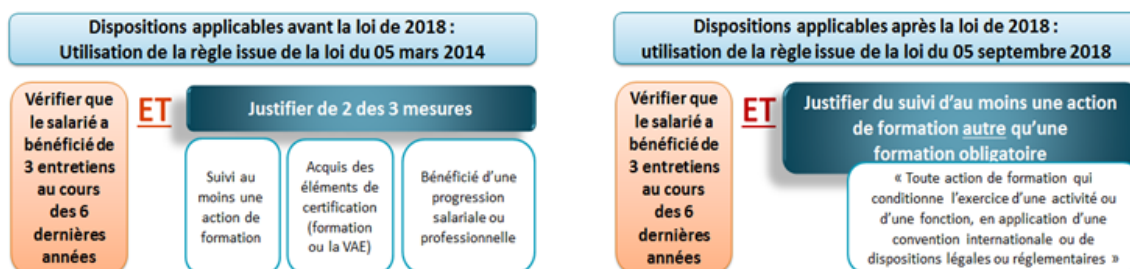 Dispositions applicables avant la loi de 2018 :
Utilisation de la règle issue de la loi du 05 mars 2014
Vérifier que
le salarié a
bénéficié de
3 entretiens
au cours
des 6
dernières
années
ET
Justifier de 2 des 3 mesures
Suivi au
moins une
action de
formation
Acquis des
éléments de
certification
(formation
ou la VAE)
Bénéficié d'une
progression
salariale ou
professionnelle
Dispositions applicables après la loi de 2018 :
utilisation de la règle issue de la loi du 05 septembre 2018
Vérifier que
le salarié a
bénéficié de
3 entretiens
au cours
des 6
dernières
années
ET
Justifier du suivi d'au moins une action
de formation autre qu'une
formation obligatoire
« Toute action de formation qui
conditionne l'exercice d'une activité ou
d'une fonction, en application d'une
convention internationale ou de
dispositions légales ou réglementaires »